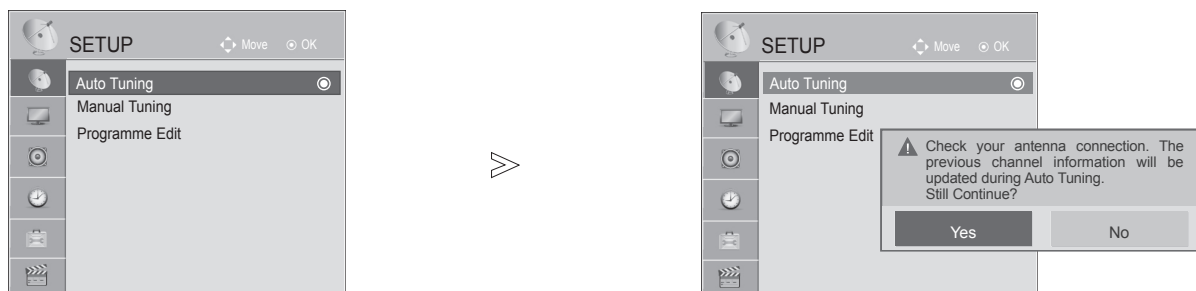 SETUP
Move OK
Auto Tuning
Manual Tuning
Programme Edit
SETUP
Move OK
Auto Tuning
Manual Tuning
Programme Edit
Check your antenna connection. The
previous channel information will be
updated during Auto Tuning.
Still Continue?
Yes No